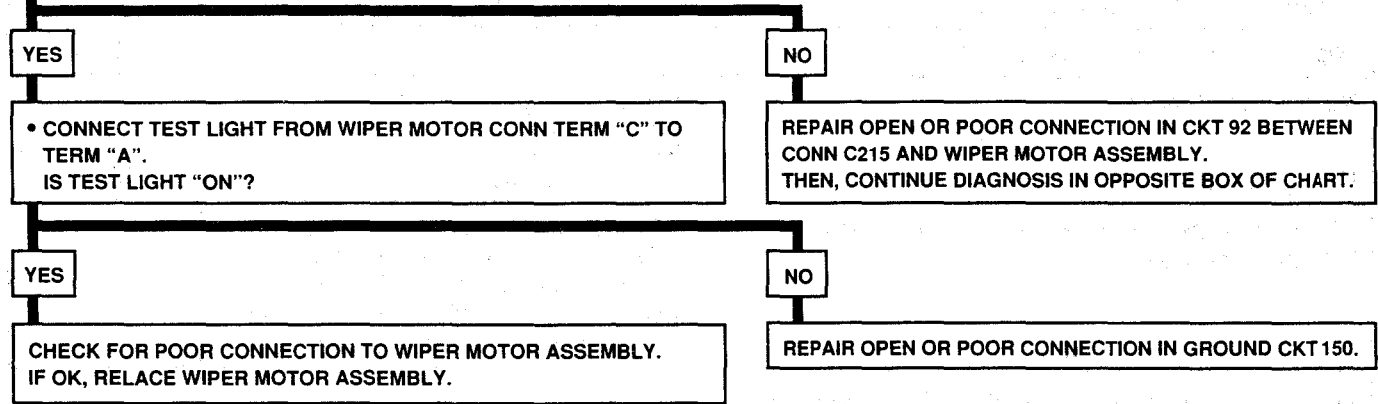 YES
NO
• CONNECT TEST LIGHT FROM WIPER MOTOR CONN TERM “C” TO
TERM “A”.
IS TEST LIGHT “ON”?
REPAIR OPEN OR POOR CONNECTION IN CKT 92 BETWEEN
CONN C215 AND WIPER MOTOR ASSEMBLY.
THEN, CONTINUE DIAGNOSIS IN OPPOSITE BOX OF CHART.
YES
NO
CHECK FOR POOR CONNECTION TO WIPER MOTOR ASSEMBLY.
IF OK, RELACE WIPER MOTOR ASSEMBLY.
REPAIR OPEN OR POOR CONNECTION IN GROUND CKT 150.